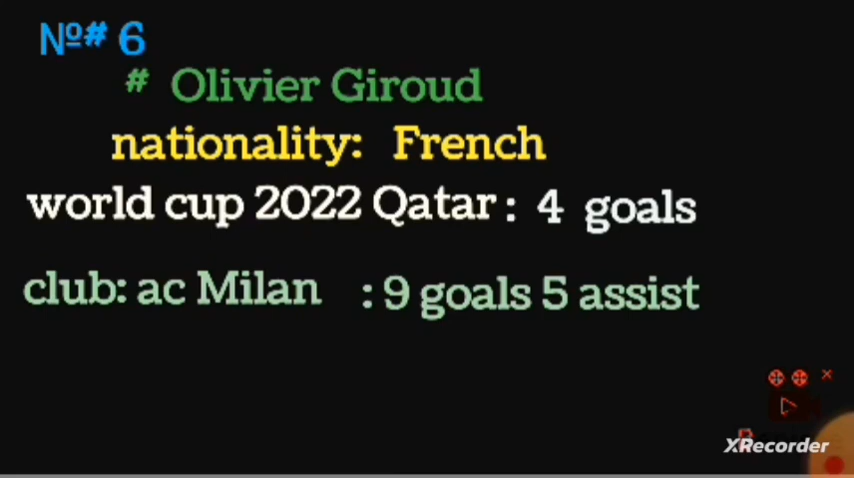 №# 6
# Olivier Giroud
nationality: French
world cup 2022 Qatar : 4 goals
club: ac Milan : 9 goals 5 assist
XRecorder